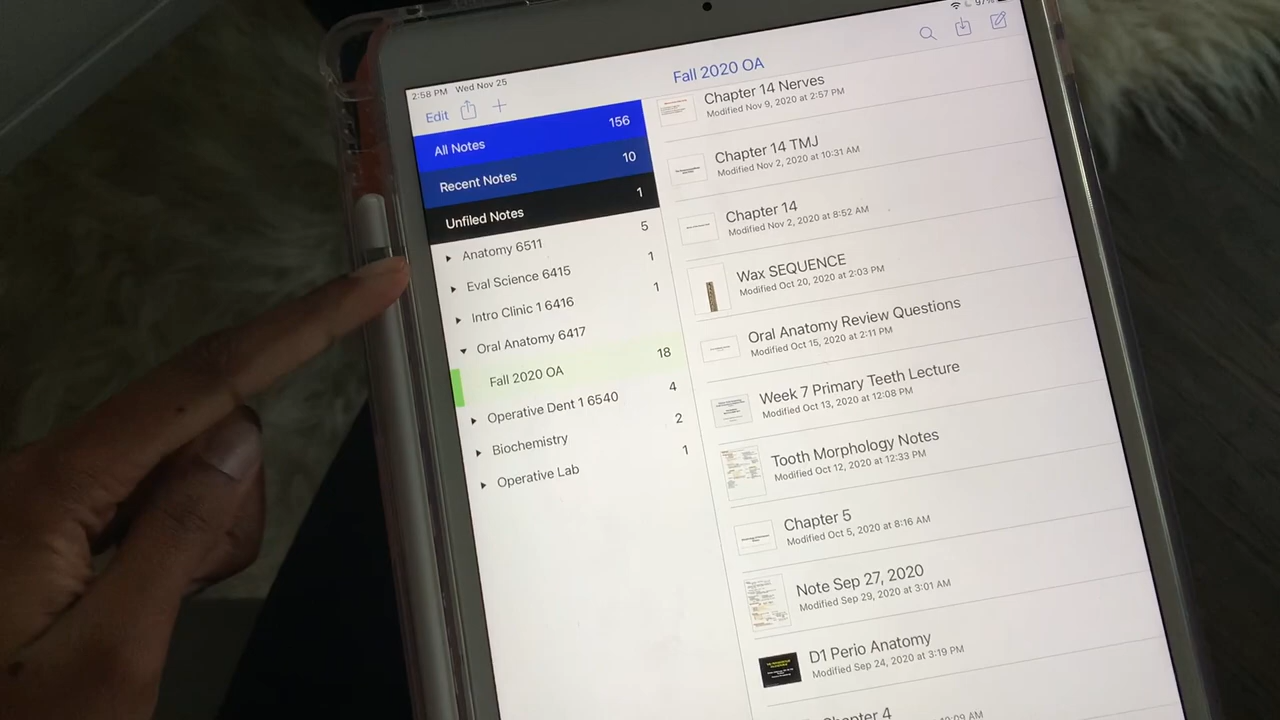 2:58 PM Wed Nov 25
97%
Edit
Fall 2020 OA
All Notes 156
Recent Notes 10
Unfiled Notes 1
Anatomy 6511 5
Eval Science 6415 1
Intro Clinic 1 6416 1
Oral Anatomy 6417
Fall 2020 OA 18
Operative Dent 1 6540 4
Biochemistry 2
Operative Lab 1
Chapter 14 Nerves
Modified Nov 9, 2020 at 2:57 PM
Chapter 14 TMJ
Modified Nov 2, 2020 at 10:31 AM
Chapter 14
Modified Nov 2, 2020 at 8:52 AM
Wax SEQUENCE
Modified Oct 20, 2020 at 2:03 PM
Oral Anatomy Review Questions
Modified Oct 15, 2020 at 2:11 PM
Week 7 Primary Teeth Lecture
Modified Oct 13, 2020 at 12:08 PM
Tooth Morphology Notes
Modified Oct 12, 2020 at 12:33 PM
Chapter 5
Modified Oct 5, 2020 at 8:16 AM
Note Sep 27, 2020
Modified Sep 29, 2020 at 3:01 AM
D1 Perio Anatomy
Modified Sep 24, 2020 at 3:19 PM
Chapter 4